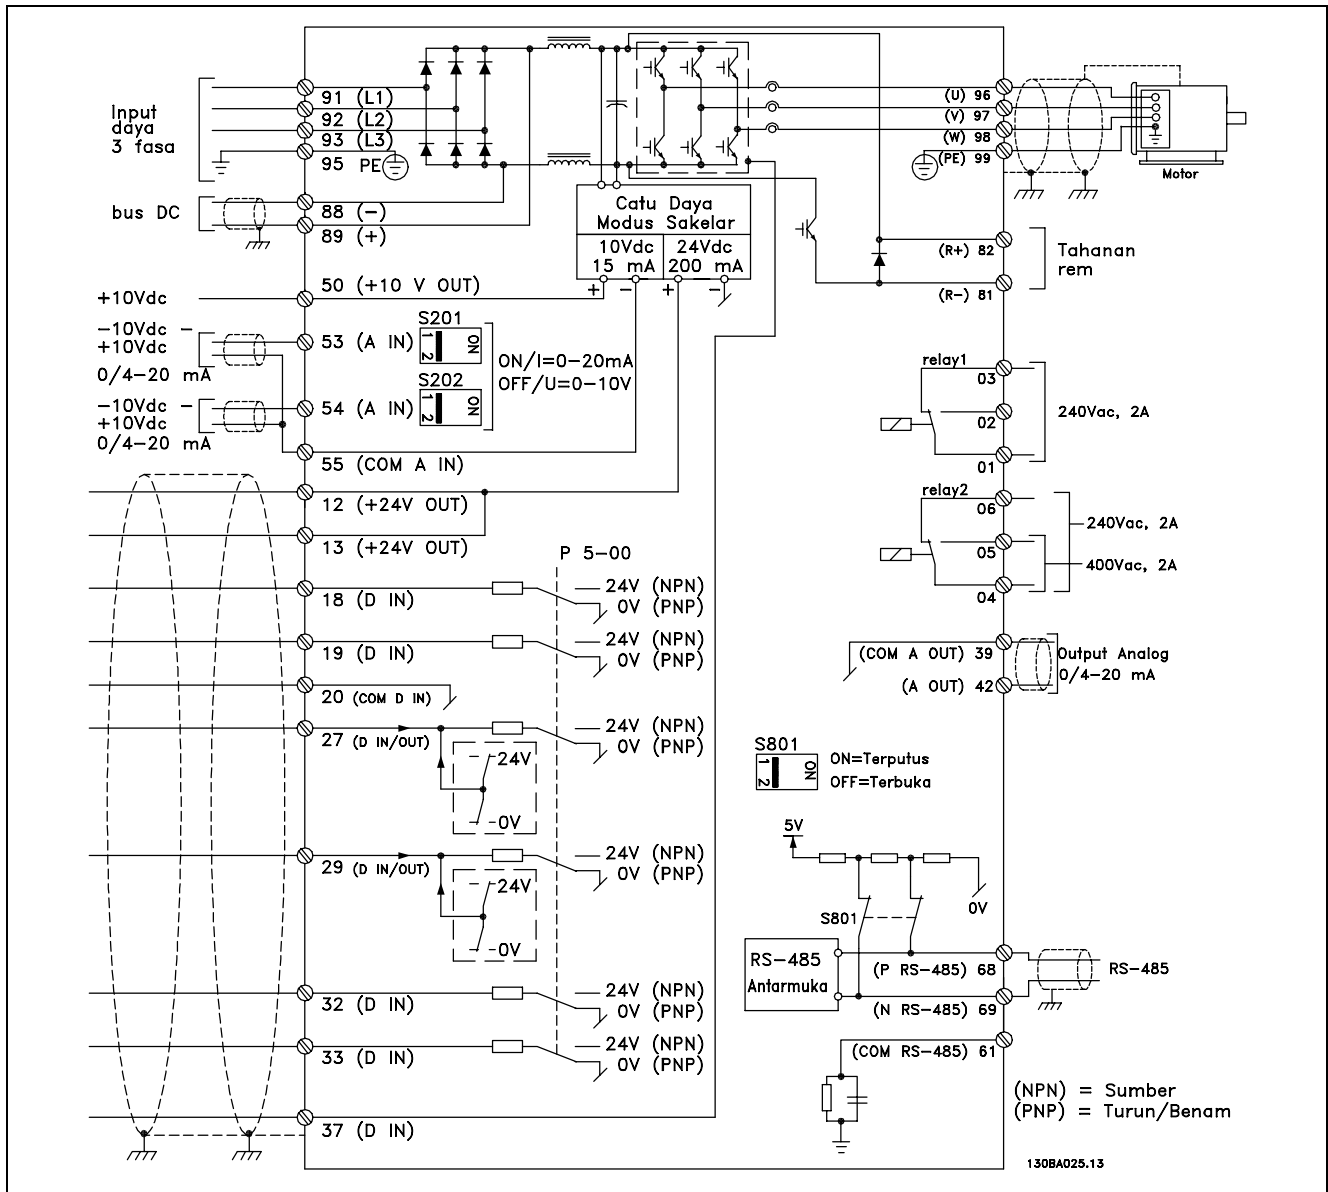 Input
daya
3 fasa
91 (L1)
92 (L2)
93 (L3)
95 PE
bus DC
88 (−)
89 (+)
Catu Daya
Modus Sakelar
10Vdc
15 mA
24Vdc
200 mA
+ − + −
(U) 96
(V) 97
(W) 98
(PE) 99
Motor
(R+) 82
(R−) 81
Tahanan
rem
+10Vdc
50 (+10 V OUT)
−10Vdc −
+10Vdc
0/4−20 mA
53 (A IN)
S201
1 2
ON
ON/I=0−20mA
OFF/U=0−10V
−10Vdc −
+10Vdc
0/4−20 mA
54 (A IN)
S202
1 2
ON
55 (COM A IN)
12 (+24V OUT)
13 (+24V OUT)
P 5-00
18 (D IN)
24V (NPN)
0V (PNP)
19 (D IN)
24V (NPN)
0V (PNP)
20 (COM D IN)
27 (D IN/OUT)
24V (NPN)
0V (PNP)
24V
0V
29 (D IN/OUT)
24V (NPN)
0V (PNP)
24V
0V
32 (D IN)
24V (NPN)
0V (PNP)
33 (D IN)
24V (NPN)
0V (PNP)
37 (D IN)
relay1
03
02
01
240Vac, 2A
relay2
06
05
04
240Vac, 2A
400Vac, 2A
(COM A OUT) 39
(A OUT) 42
Output Analog
0/4−20 mA
S801
1 2
ON
ON=Terputus
OFF=Terbuka
5V
0V
S801
RS-485
Antarmuka
(P RS-485) 68
(N RS-485) 69
RS-485
(COM RS-485) 61
(NPN) = Sumber
(PNP) = Turun/Benam
130BA025.13